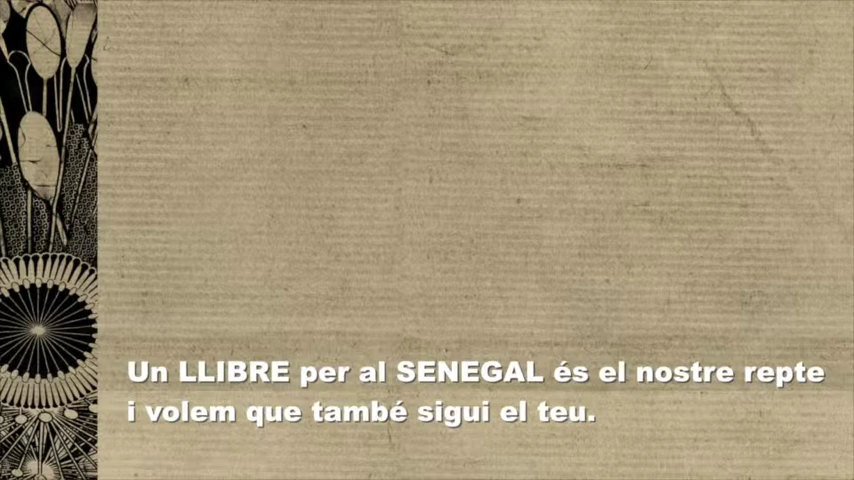 Un LLIBRE per al SENEGAL és el nostre repte
i volem que també sigui el teu.